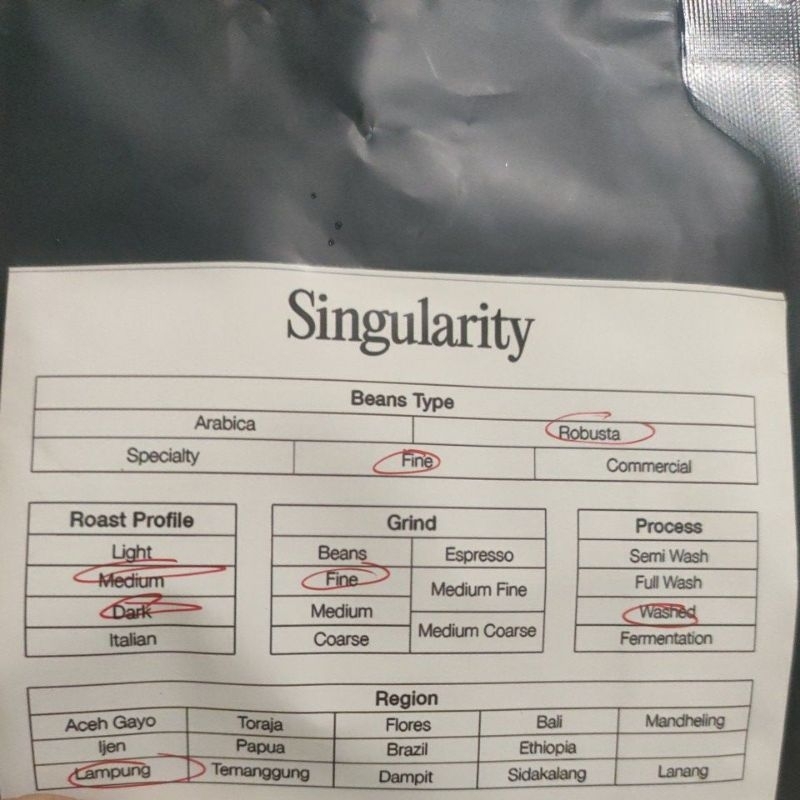 Singularity
Beans Type
Arabica Robusta
Specialty Fine Commercial
Roast Profile
Light
Medium
Dark
Italian
Grind
Beans Espresso
Fine Medium Fine
Medium Medium Coarse
Coarse
Process
Semi Wash
Full Wash
Washed
Fermentation
Region
Aceh Gayo Toraja Flores Bali Mandheling
Ijen Papua Brazil Ethiopia
Lampung Temanggung Dampit Sidakalang Lanang